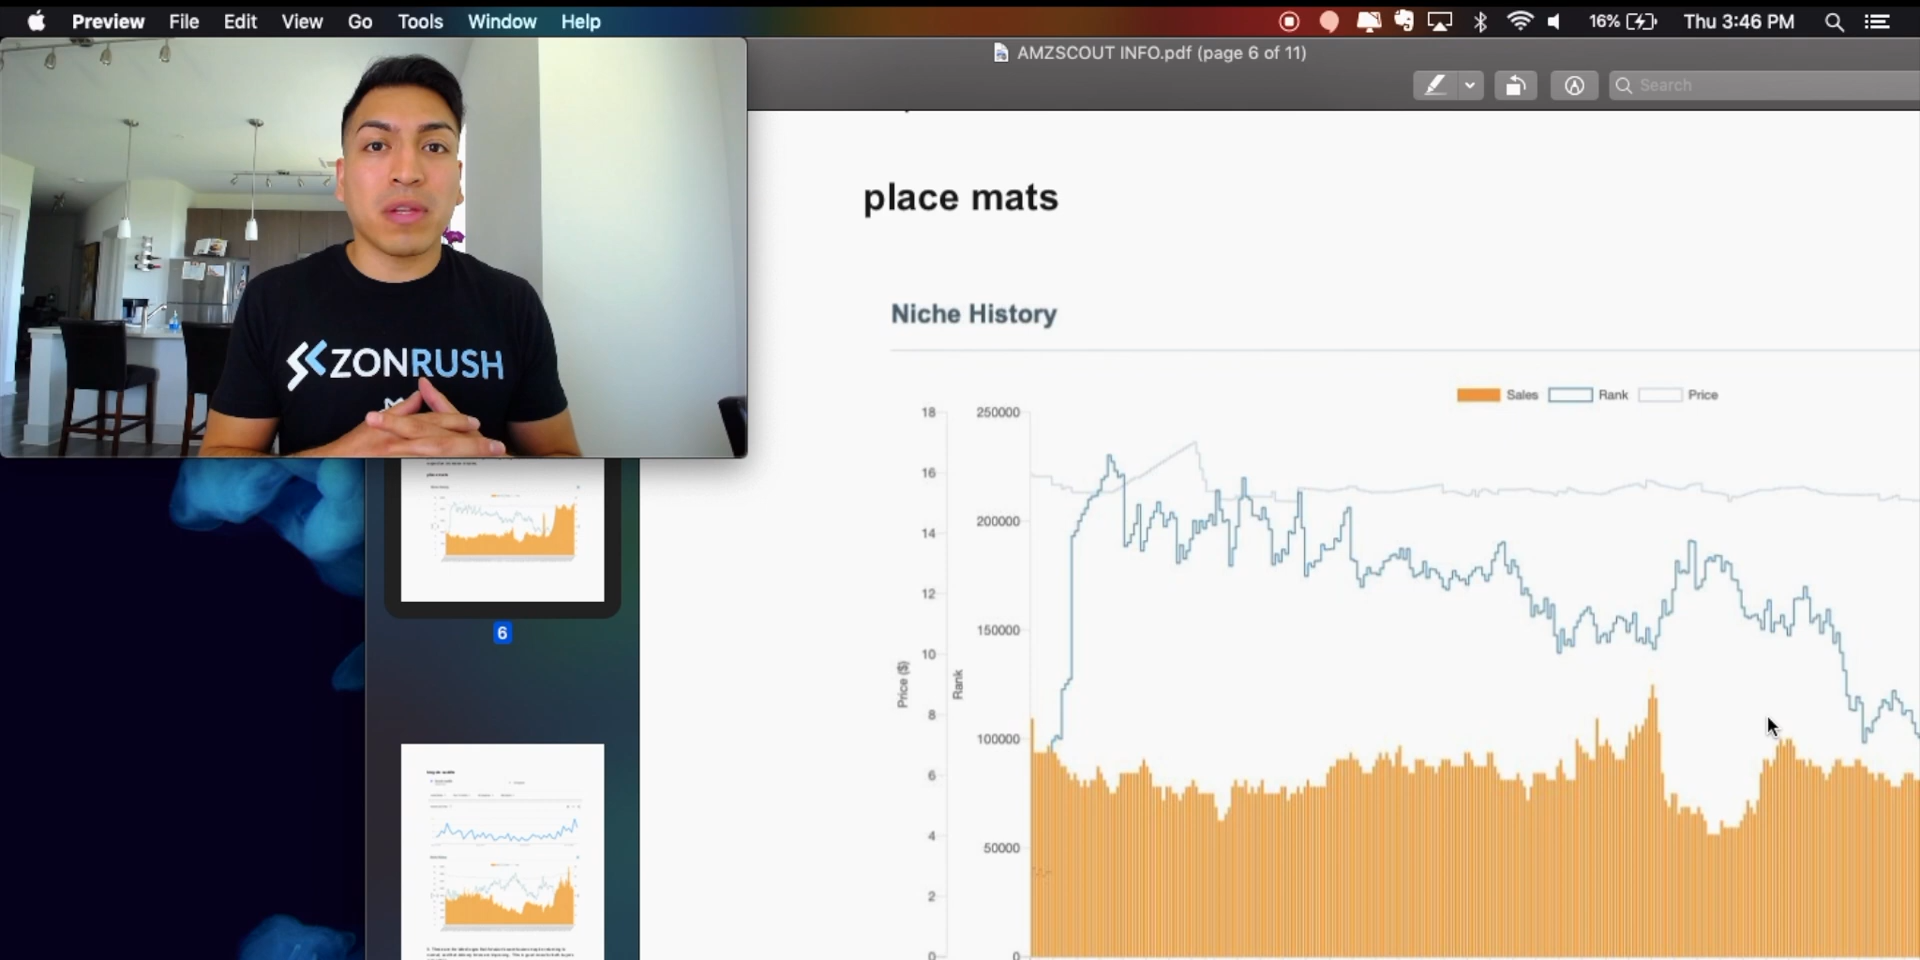 Preview File Edit View Go Tools Window Help 16% Thu 3:46 PM
AMZSCOUT INFO.pdf (page 6 of 11)
Search
ZONRUSH
place mats
Niche History
Sales Rank Price
18 250000
16
200000
14
12
150000
10
Price ($) Rank
8
100000
6
4
50000
2
0 0
6